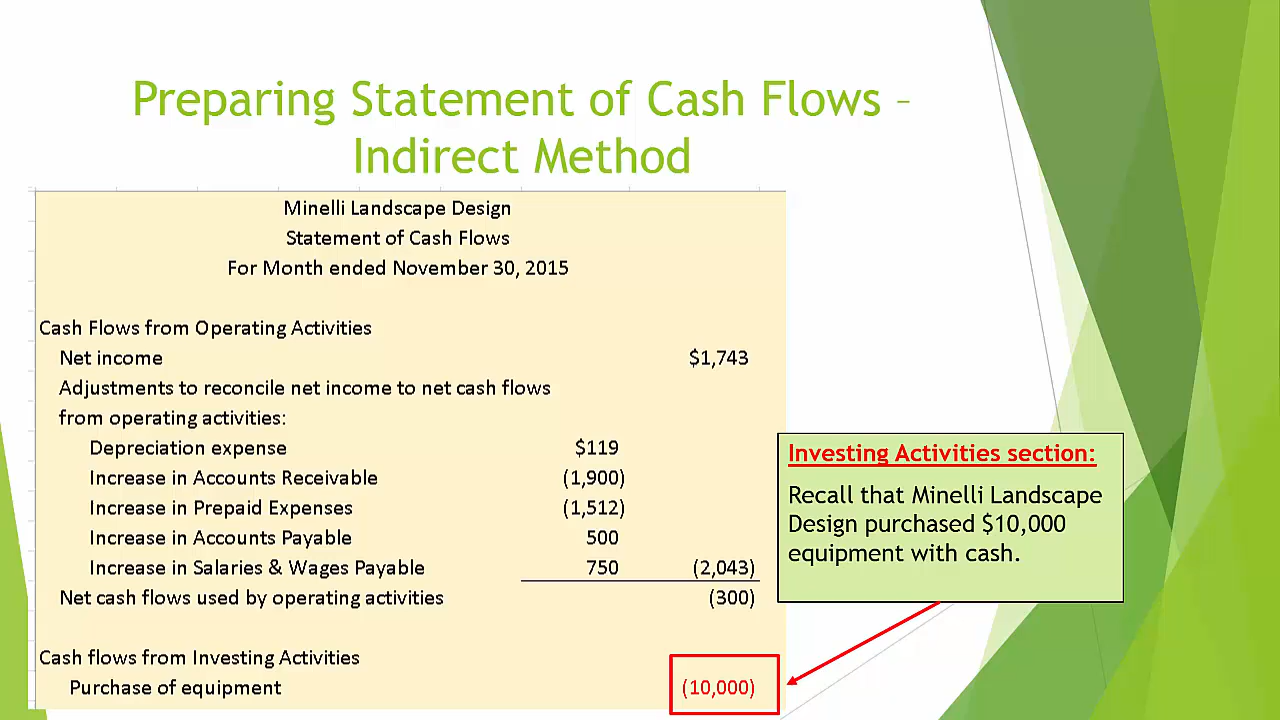 Preparing Statement of Cash Flows –
Indirect Method
Minelli Landscape Design
Statement of Cash Flows
For Month ended November 30, 2015
Cash Flows from Operating Activities
Net income $1,743
Adjustments to reconcile net income to net cash flows
from operating activities:
Depreciation expense $119
Increase in Accounts Receivable (1,900)
Increase in Prepaid Expenses (1,512)
Increase in Accounts Payable 500
Increase in Salaries & Wages Payable 750 (2,043)
Net cash flows used by operating activities (300)
Cash flows from Investing Activities
Purchase of equipment (10,000)
Investing Activities section:
Recall that Minelli Landscape
Design purchased $10,000
equipment with cash.